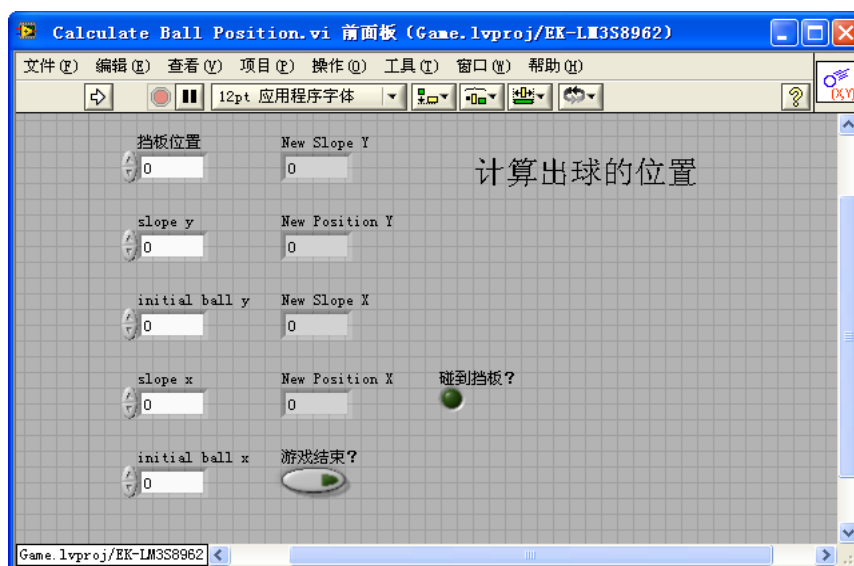 Calculate Ball Position.vi 前面板 (Game.lvproj/EK-LM3S8962)
文件(F) 编辑(E) 查看(V) 项目(P) 操作(O) 工具(T) 窗口(W) 帮助(H)
12pt 应用程序字体
?
(X,Y)
挡板位置 New Slope Y
0 0
计算出球的位置
slope y New Position Y
0 0
initial ball y New Slope X
0 0
slope x New Position X 碰到挡板?
0 0
initial ball x 游戏结束?
0
Game.lvproj/EK-LM3S8962